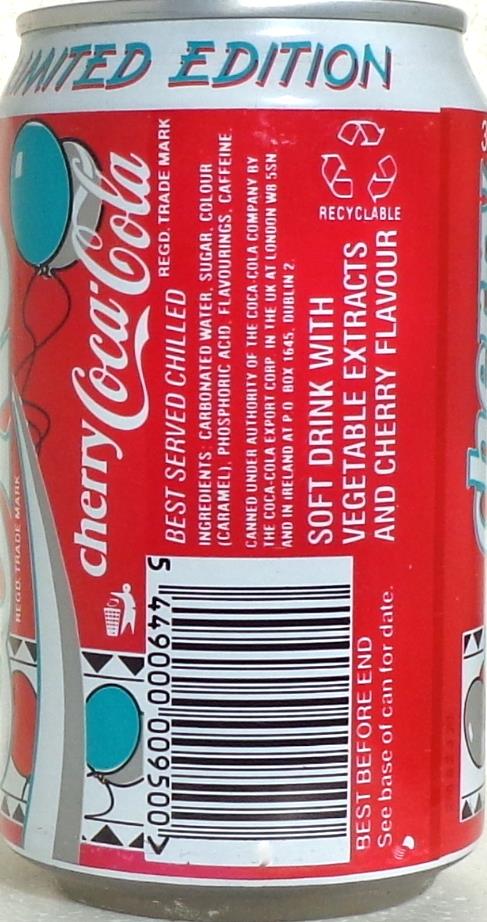 LIMITED EDITION
REGD. TRADE MARK
cherry Coca-Cola
REGD. TRADE MARK
BEST SERVED CHILLED
INGREDIENTS : CARBONATED WATER, SUGAR, COLOUR
(CARAMEL), PHOSPHORIC ACID, FLAVOURINGS, CAFFEINE.
CANNED UNDER AUTHORITY OF THE COCA-COLA COMPANY BY
THE COCA-COLA EXPORT CORP. IN THE UK AT LONDON W8 5SN
AND IN IRELAND AT P.O. BOX 1645, DUBLIN 2.
SOFT DRINK WITH
VEGETABLE EXTRACTS
AND CHERRY FLAVOUR
RECYCLABLE
5 449000 009500
BEST BEFORE END
See base of can for date.